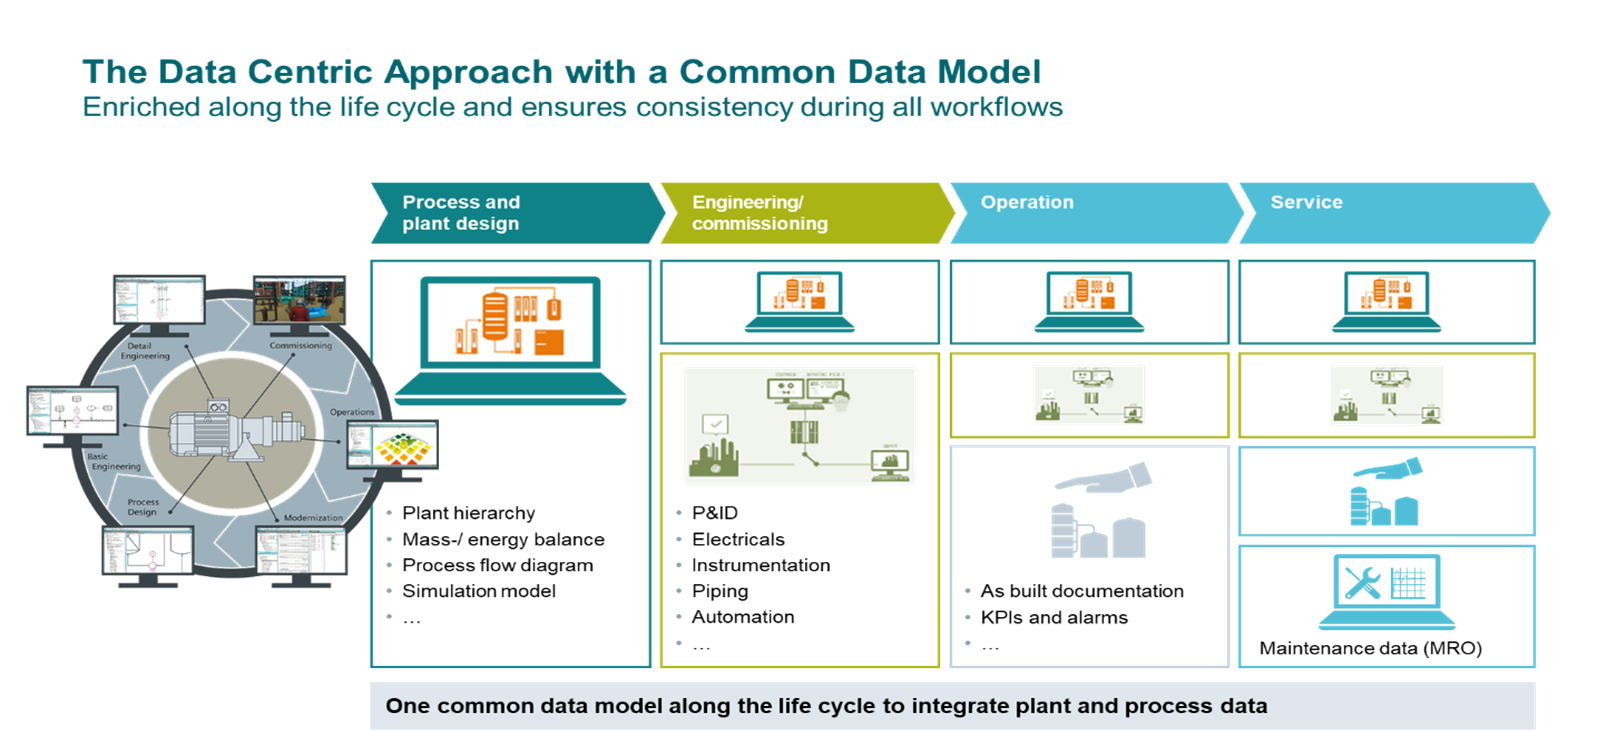 The Data Centric Approach with a Common Data Model
Enriched along the life cycle and ensures consistency during all workflows
Process and
plant design
Engineering/
commissioning
Operation
Service
Detail
Engineering
Commissioning
Operations
Basic
Engineering
Process
Design
Modernization
• Plant hierarchy
• Mass-/ energy balance
• Process flow diagram
• Simulation model
• …
• P&ID
• Electricals
• Instrumentation
• Piping
• Automation
• …
• As built documentation
• KPIs and alarms
• …
Maintenance data (MRO)
One common data model along the life cycle to integrate plant and process data